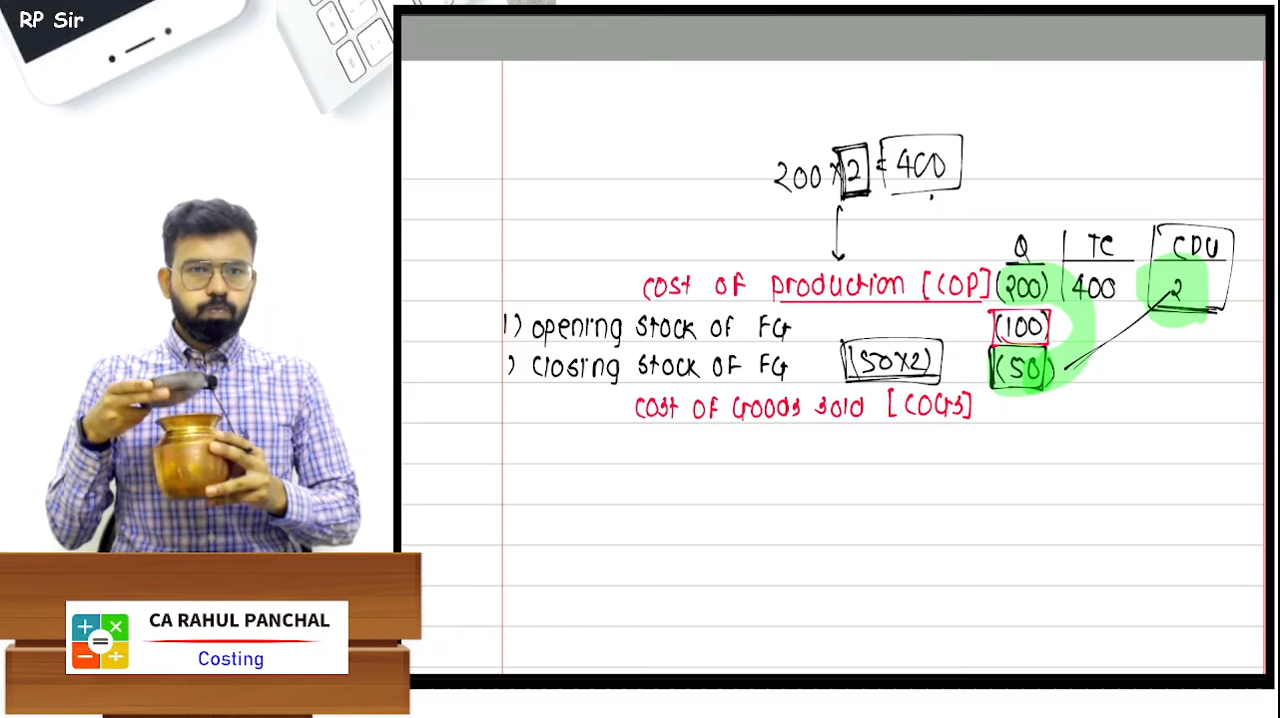 RP Sir
200 × 2 = 400
Q TC CPU
Cost of production [COP] (200) 400 2
1) opening stock of FG (100)
) closing stock of FG (50×2) (50)
cost of Goods sold [COGS]
CA RAHUL PANCHAL
Costing